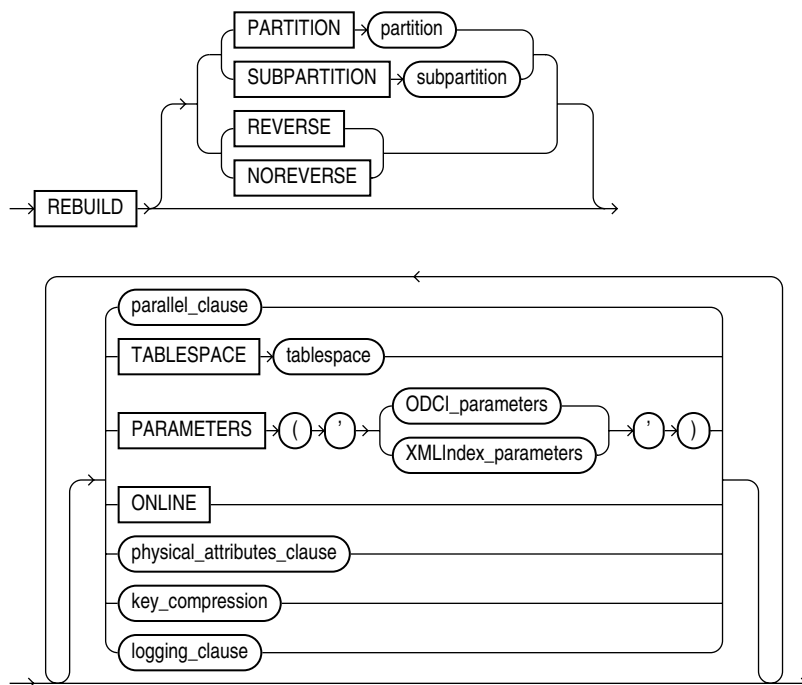 PARTITION partition
SUBPARTITION subpartition
REVERSE
NOREVERSE
REBUILD
parallel_clause
TABLESPACE tablespace
ODCI_parameters
PARAMETERS ( ' ' )
XMLIndex_parameters
ONLINE
physical_attributes_clause
key_compression
logging_clause